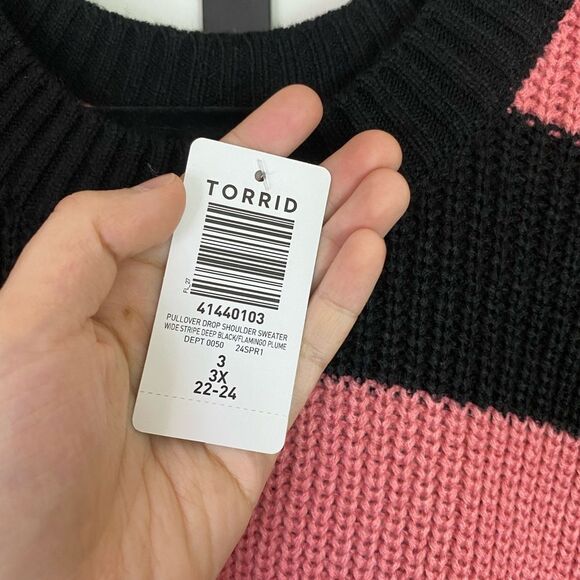 TORRID
FL_27
41440103
PULLOVER DROP SHOULDER SWEATER
WIDE STRIPE DEEP BLACK/FLAMINGO PLUME
DEPT 0050 24SPR1
3
3X
22-24